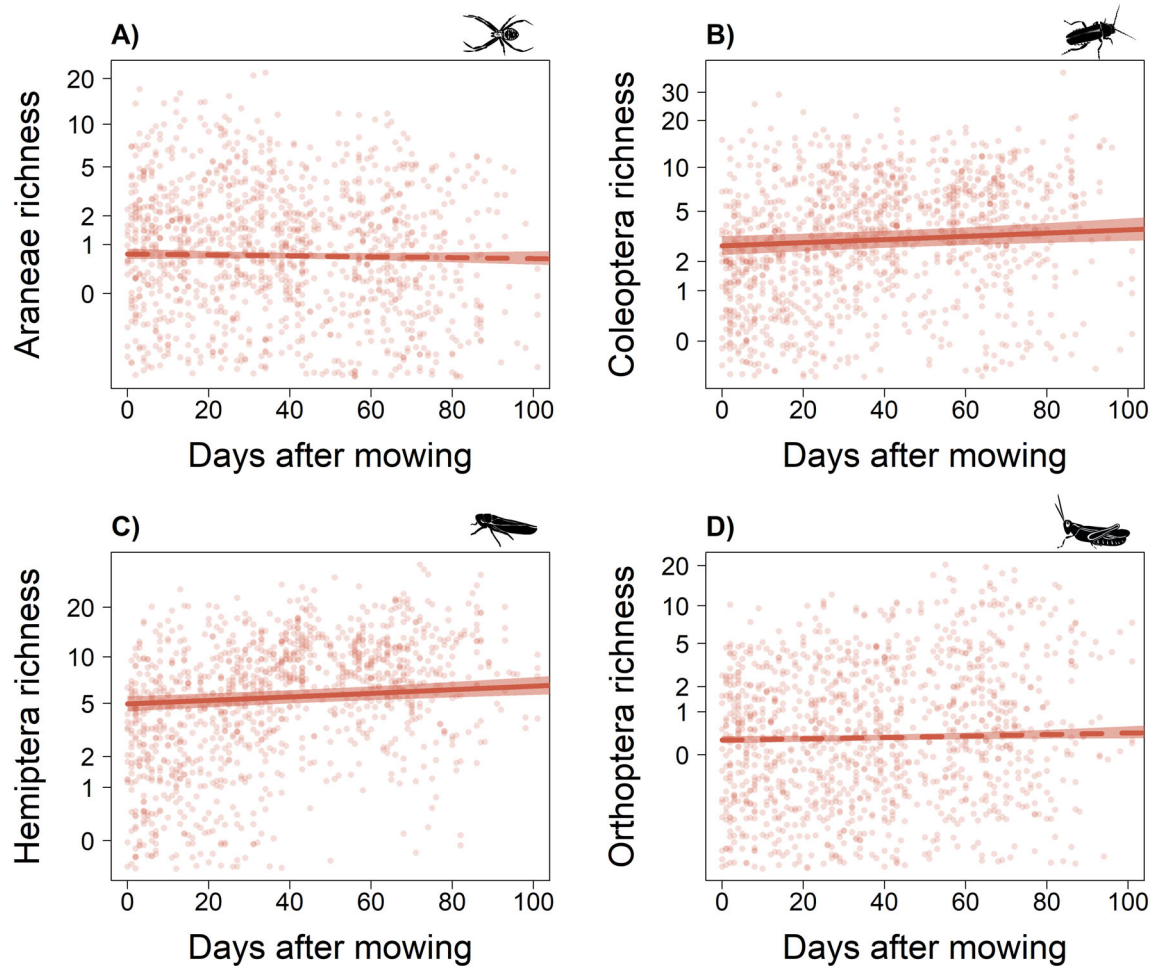 A)
Araneae richness
20
10
5
2
1
0
0 20 40 60 80 100
Days after mowing
B)
Coleoptera richness
30
20
10
5
2
1
0
0 20 40 60 80 100
Days after mowing
C)
Hemiptera richness
20
10
5
2
1
0
0 20 40 60 80 100
Days after mowing
D)
Orthoptera richness
20
10
5
2
1
0
0 20 40 60 80 100
Days after mowing